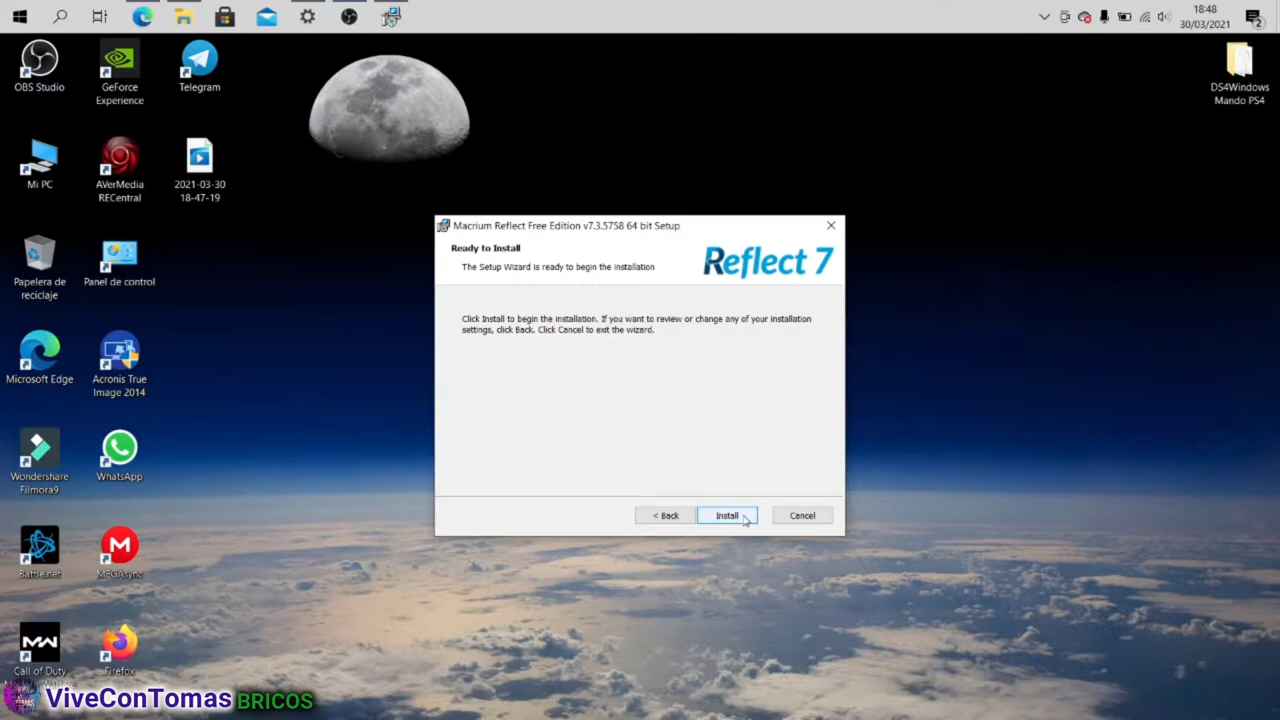 18:48
30/03/2021
2
OBS Studio
GeForce
Experience
Telegram
DS4Windows
Mando PS4
Mi PC
AVerMedia
RECentral
2021-03-30
18-47-19
Macrium Reflect Free Edition v7.3.5758 64 bit Setup
Ready to Install
The Setup Wizard is ready to begin the installation
Reflect 7
Papelera de
reciclaje
Panel de control
Click Install to begin the installation. If you want to review or change any of your installation
settings, click Back. Click Cancel to exit the wizard.
Microsoft Edge
Acronis True
Image 2014
Wondershare
Filmora9
WhatsApp
< Back
Install
Cancel
Battle.net
MEGAsync
Call of Duty
Firefox
ViveConTomas BRICOS